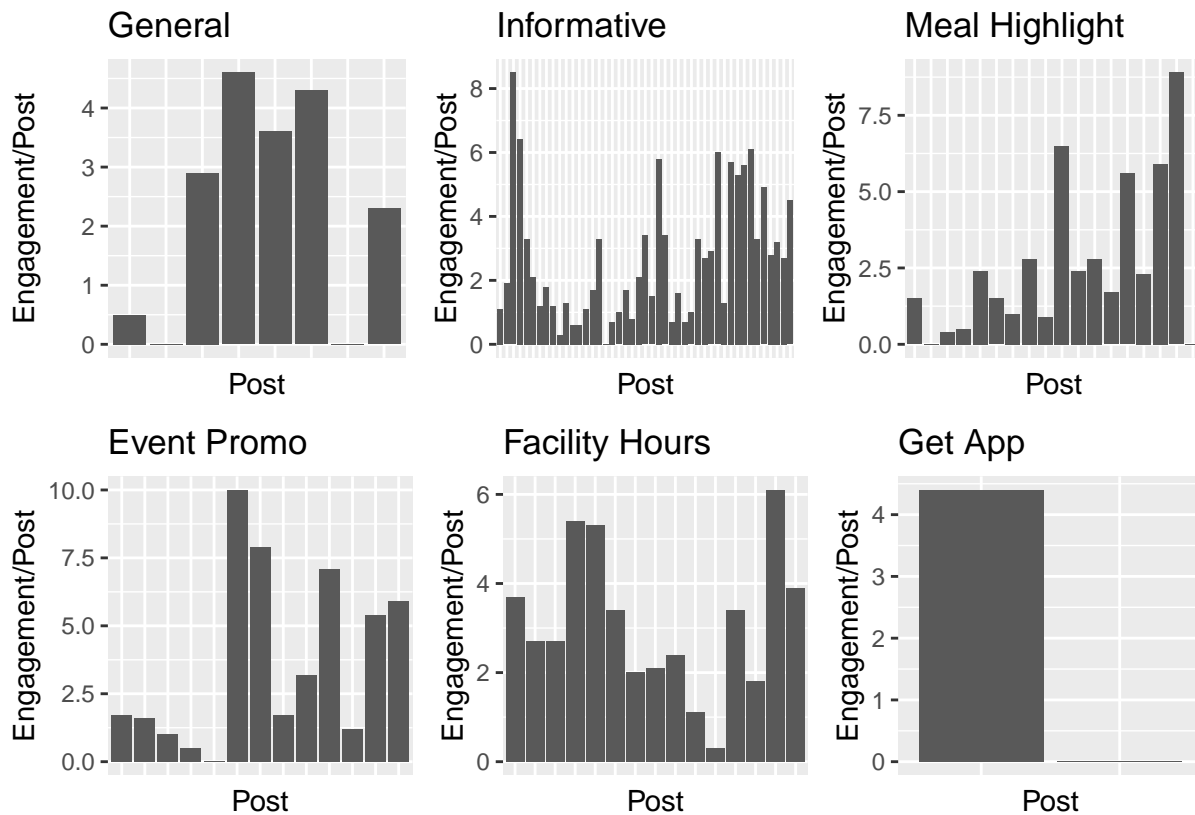 General
Informative
Meal Highlight
Engagement/Post
4
3
2
1
0
Post
Engagement/Post
8
6
4
2
0
Post
Engagement/Post
7.5
5.0
2.5
0.0
Post
Event Promo
Facility Hours
Get App
Engagement/Post
10.0
7.5
5.0
2.5
0.0
Post
Engagement/Post
6
4
2
0
Post
Engagement/Post
4
3
2
1
0
Post